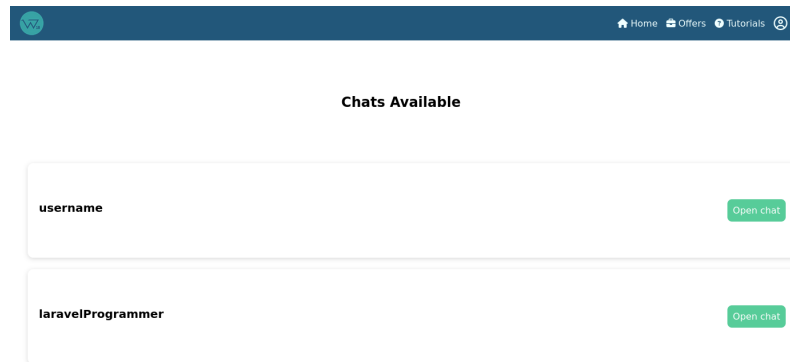 W.
Home Offers Tutorials
Chats Available
username
Open chat
laravelProgrammer
Open chat